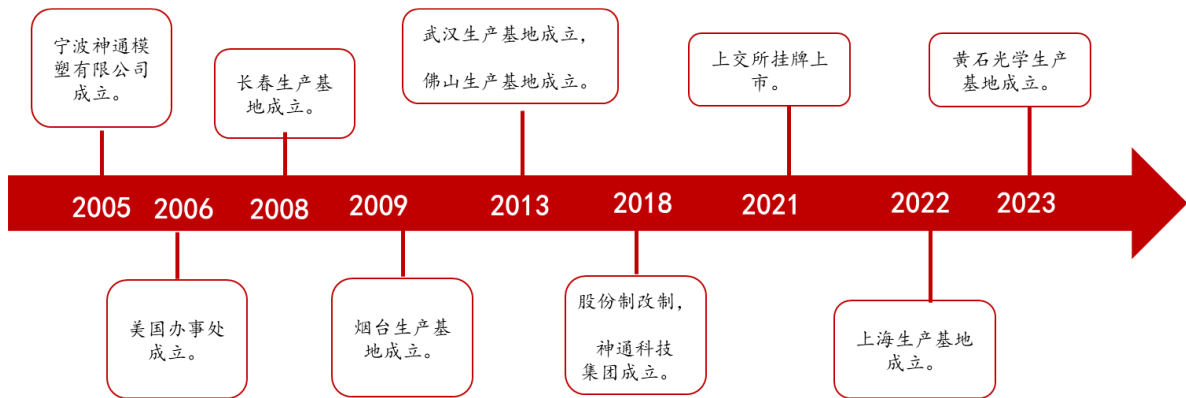 宁波神通模
塑有限公司
成立。
长春生产基
地成立。
武汉生产基地成立，
佛山生产基地成立。
上交所挂牌上
市。
黄石光学生产
基地成立。
2005
2006
2008
2009
2013
2018
2021
2022
2023
美国办事处
成立。
烟台生产基
地成立。
股份制改制，
神通科技
集团成立。
上海生产基地
成立。